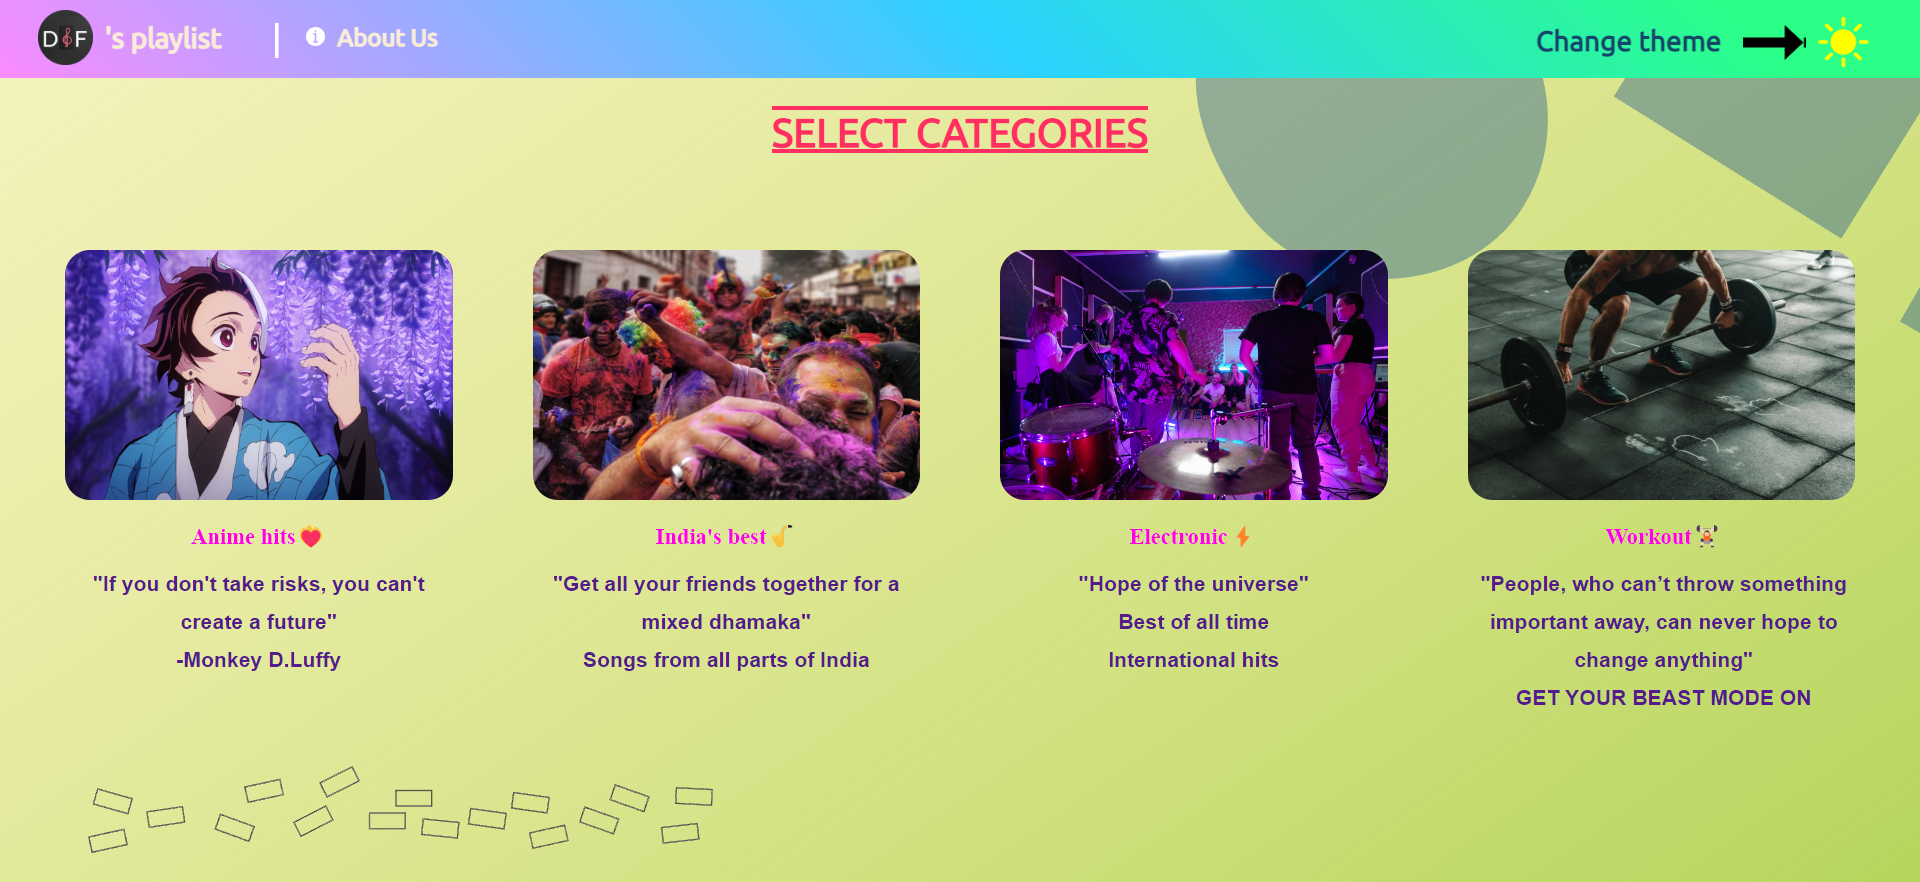 D F 's playlist | About Us
Change theme
SELECT CATEGORIES
Anime hits
"If you don't take risks, you can't
create a future"
-Monkey D.Luffy
India's best
"Get all your friends together for a
mixed dhamaka"
Songs from all parts of India
Electronic
"Hope of the universe"
Best of all time
International hits
Workout
"People, who can’t throw something
important away, can never hope to
change anything"
GET YOUR BEAST MODE ON